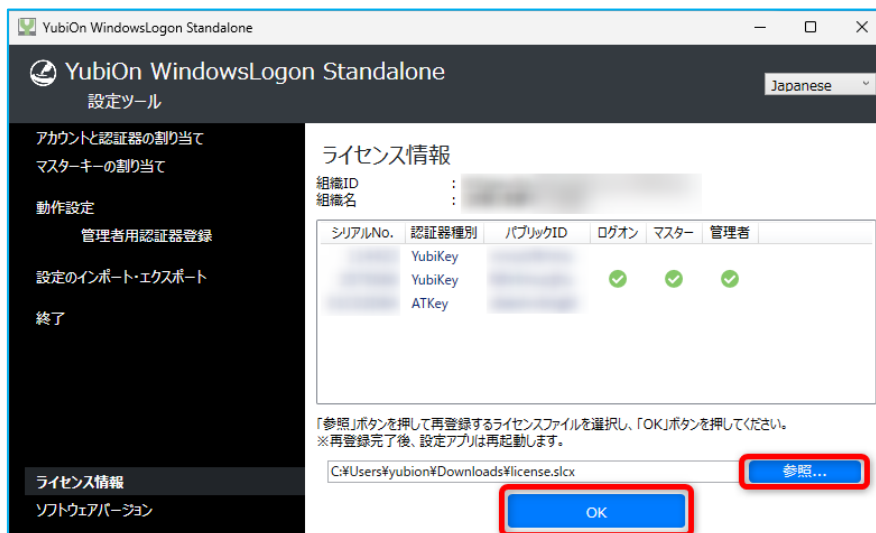 YubiOn WindowsLogon Standalone
YubiOn WindowsLogon Standalone
設定ツール
Japanese
アカウントと認証器の割り当て
マスターキーの割り当て
動作設定
管理者用認証器登録
設定のインポート・エクスポート
終了
ライセンス情報
ソフトウェアバージョン
ライセンス情報
組織ID :
組織名 :
シリアルNo. 認証器種別 パブリックID ログオン マスター 管理者
YubiKey
YubiKey
ATKey
「参照」ボタンを押して再登録するライセンスファイルを選択し、「OK」ボタンを押してください。
※再登録完了後、設定アプリは再起動します。
C:¥Users¥yubion¥Downloads¥license.slcx
参照...
OK